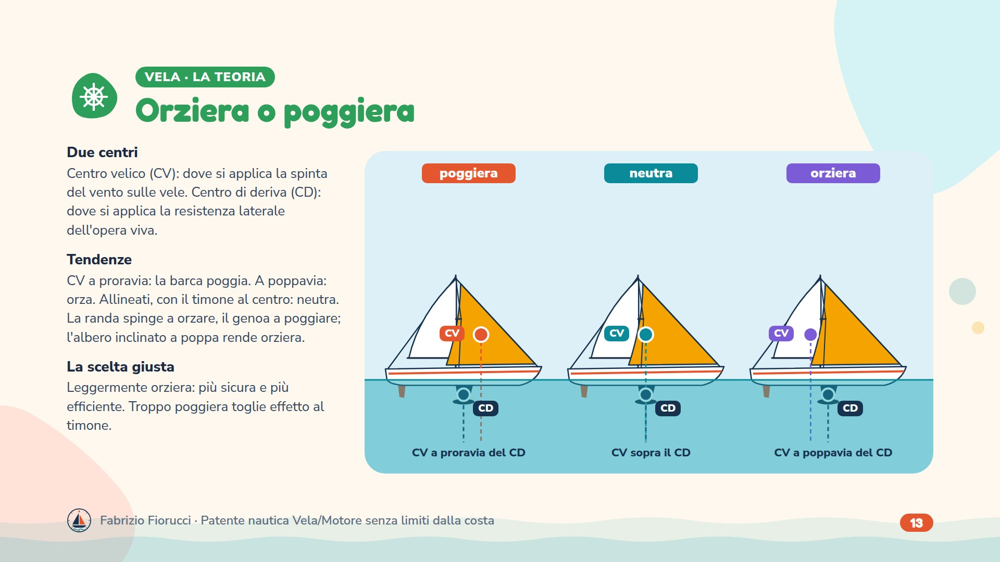 VELA · LA TEORIA
Orziera o poggiera
Due centri
Centro velico (CV): dove si applica la spinta
del vento sulle vele. Centro di deriva (CD):
dove si applica la resistenza laterale
dell'opera viva.
Tendenze
CV a proravia: la barca poggia. A poppavia:
orza. Allineati, con il timone al centro: neutra.
La randa spinge a orzare, il genoa a poggiare;
l'albero inclinato a poppa rende orziera.
La scelta giusta
Leggermente orziera: più sicura e più
efficiente. Troppo poggiera toglie effetto al
timone.
poggiera
neutra
orziera
CV
CV
CV
CD
CD
CD
CV a proravia del CD
CV sopra il CD
CV a poppavia del CD
Fabrizio Fiorucci · Patente nautica Vela/Motore senza limiti dalla costa
13